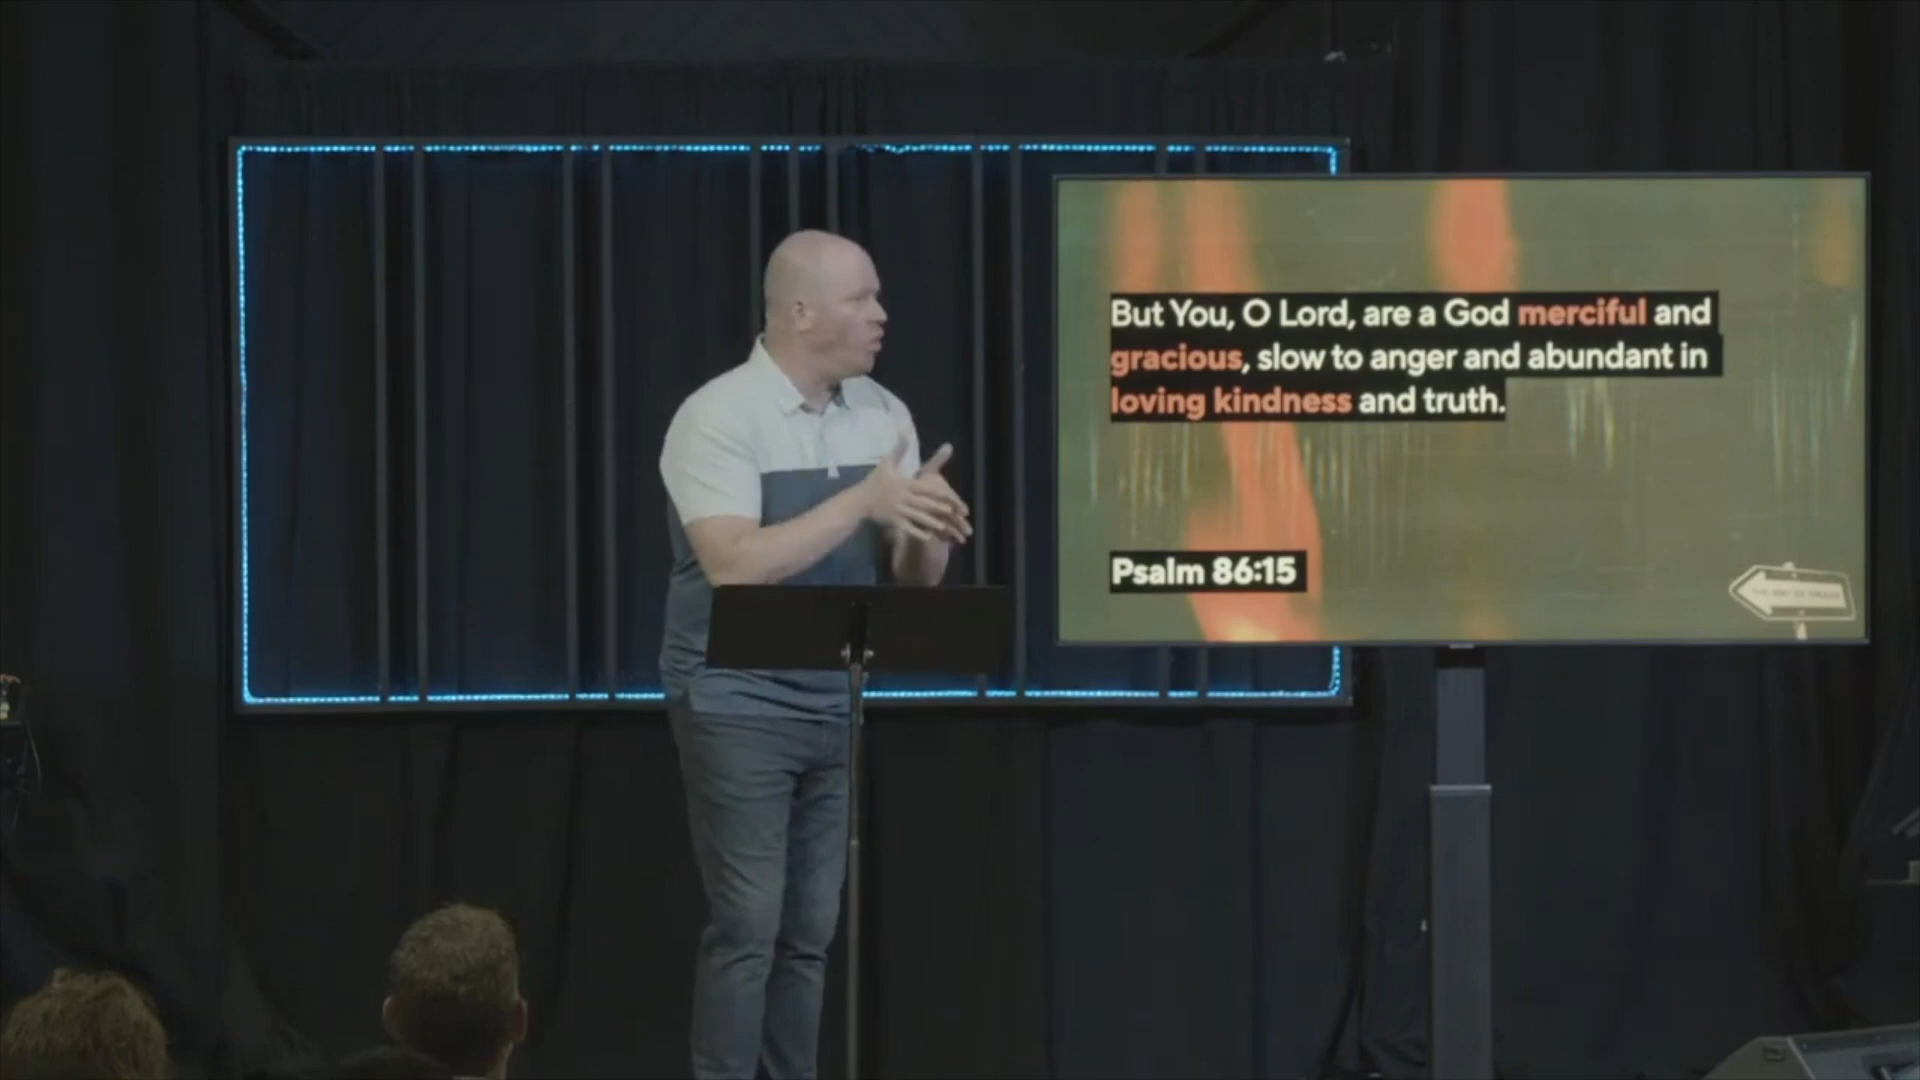 But You, O Lord, are a God merciful and
gracious, slow to anger and abundant in
loving kindness and truth.
Psalm 86:15